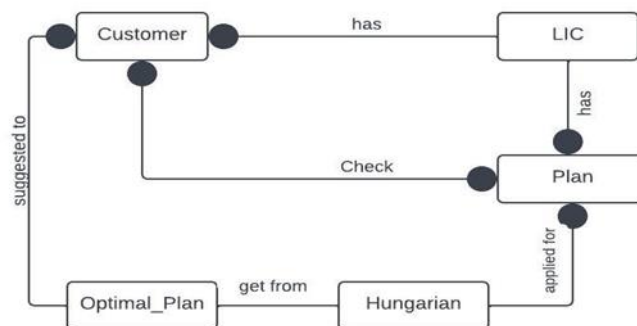 Customer
has
LIC
suggested to
has
Check
Plan
applied for
Optimal_Plan
get from
Hungarian